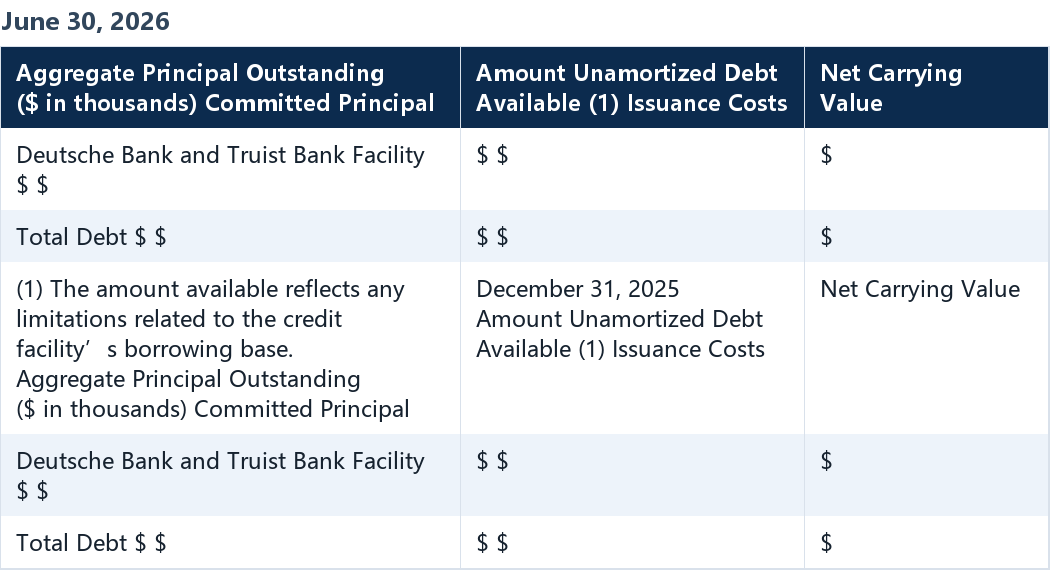 June 30, 2026
Aggregate Principal Outstanding
($ in thousands) Committed Principal
Amount Unamortized Debt
Available (1) Issuance Costs
Net Carrying
Value
Deutsche Bank and Truist Bank Facility
$ $
$ $
$
Total Debt $ $
$ $
$
(1) The amount available reflects any
limitations related to the credit
facility’s borrowing base.
Aggregate Principal Outstanding
($ in thousands) Committed Principal
December 31, 2025
Amount Unamortized Debt
Available (1) Issuance Costs
Net Carrying Value
Deutsche Bank and Truist Bank Facility
$ $
$ $
$
Total Debt $ $
$ $
$